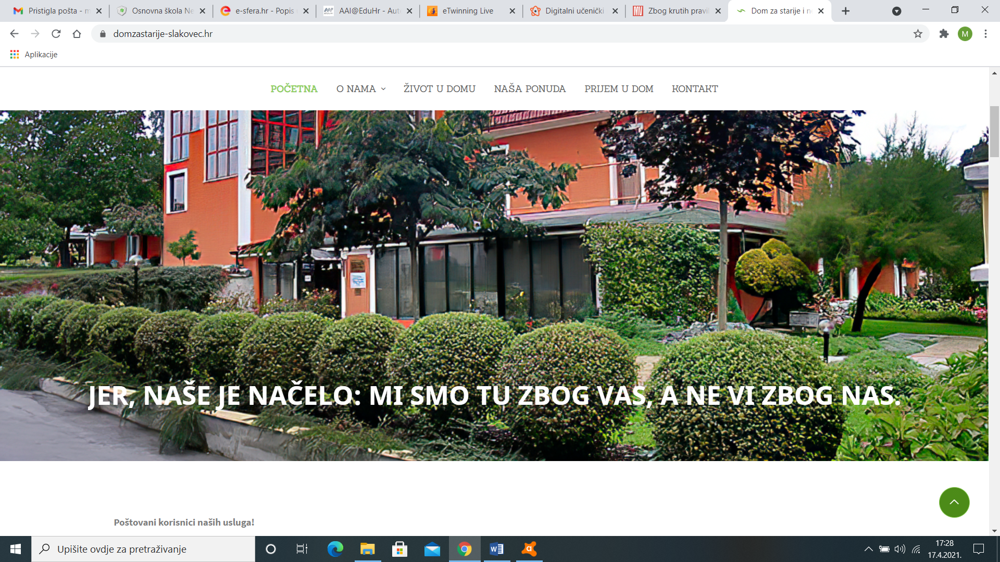 Pristigla pošta - m
Osnovna škola Ne
e-sfera.hr - Popis
AAI@EduHr - Aut
eTwinning Live
Digitalni učenički
Zbog krutih pravil
Dom za starije i n
domzastarije-slakovec.hr
M
Aplikacije
POČETNA
O NAMA
ŽIVOT U DOMU
NAŠA PONUDA
PRIJEM U DOM
KONTAKT
JER, NAŠE JE NAČELO: MI SMO TU ZBOG VAS, A NE VI ZBOG NAS.
Poštovani korisnici naših usluga!
Upišite ovdje za pretraživanje
17:28
17.4.2021.